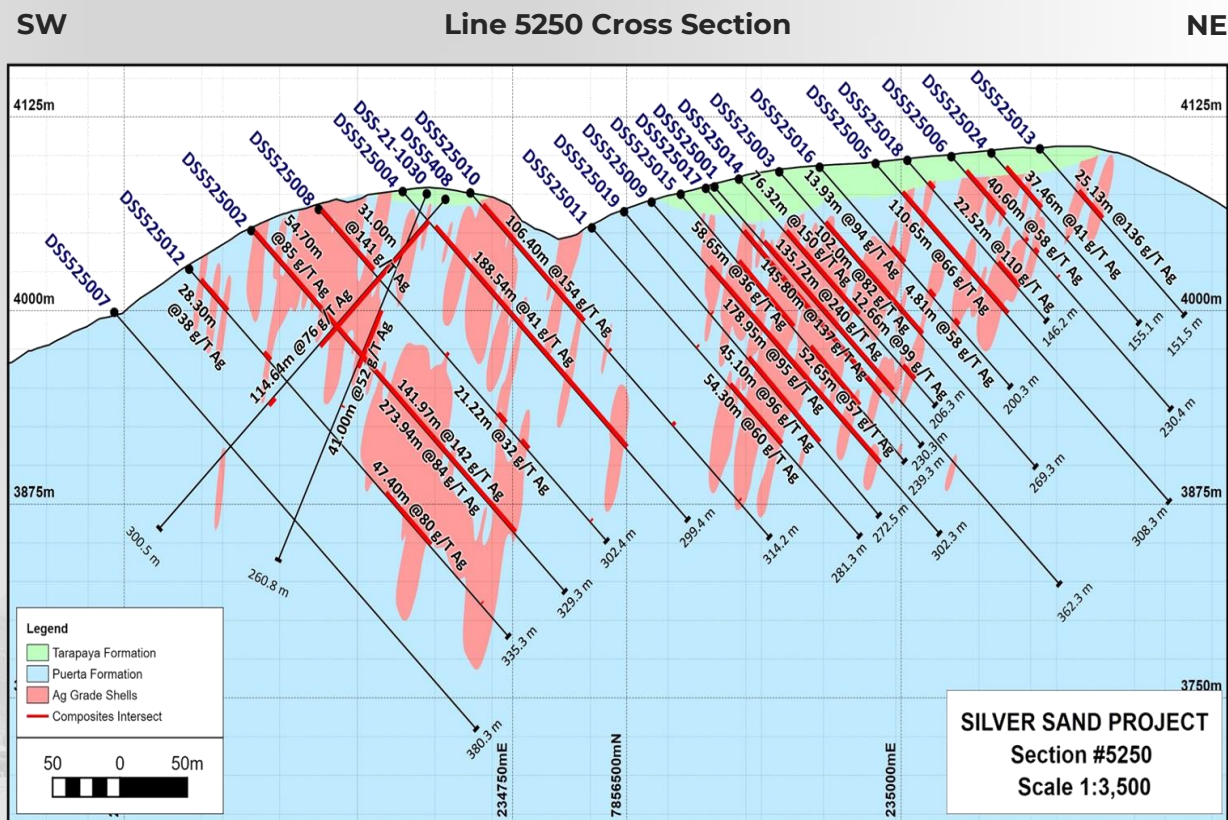 SW
Line 5250 Cross Section
NE
4125m
4125m
4000m
4000m
3875m
3875m
3750m
DSS525007
DSS525012
DSS525002
DSS525008
DSS525004
DSS-21-1030
DSS5408
DSS525010
DSS525011
DSS525019
DSS525009
DSS525015
DSS525017
DSS525001
DSS525014
DSS525003
DSS525016
DSS525005
DSS525018
DSS525006
DSS525024
DSS525013
28.30m
@38 g/T Ag
54.70m
@85 g/T Ag
31.00m
@141 g/T Ag
114.64m @76 g/T Ag
41.00m @52 g/T Ag
188.54m @41 g/T Ag
106.40m @154 g/T Ag
141.97m @142 g/T Ag
273.94m @84 g/T Ag
21.22m @32 g/T Ag
47.40m @80 g/T Ag
58.65m @36 g/T Ag
178.95m @95 g/T Ag
45.10m @96 g/T Ag
54.30m @60 g/T Ag
52.65m @57 g/T Ag
145.80m @137 g/T Ag
135.72m @240 g/T Ag
76.32m @150 g/T Ag
102.0m @82 g/T Ag
12.66m @99 g/T Ag
13.93m @94 g/T Ag
4.81m @58 g/T Ag
110.65m @66 g/T Ag
22.52m @110 g/T Ag
40.60m @58 g/T Ag
37.46m @41 g/T Ag
25.13m @136 g/T Ag
300.5 m
260.8 m
380.3 m
335.3 m
329.3 m
302.4 m
299.4 m
314.2 m
281.3 m
272.5 m
302.3 m
239.3 m
230.3m
206.3 m
200.3 m
269.3 m
362.3 m
308.3 m
230.4 m
146.2 m
155.1 m
151.5 m
234750mE
7856500mN
235000mE
Legend
Tarapaya Formation
Puerta Formation
Ag Grade Shells
Composites Intersect
50 0 50m
SILVER SAND PROJECT
Section #5250
Scale 1:3,500